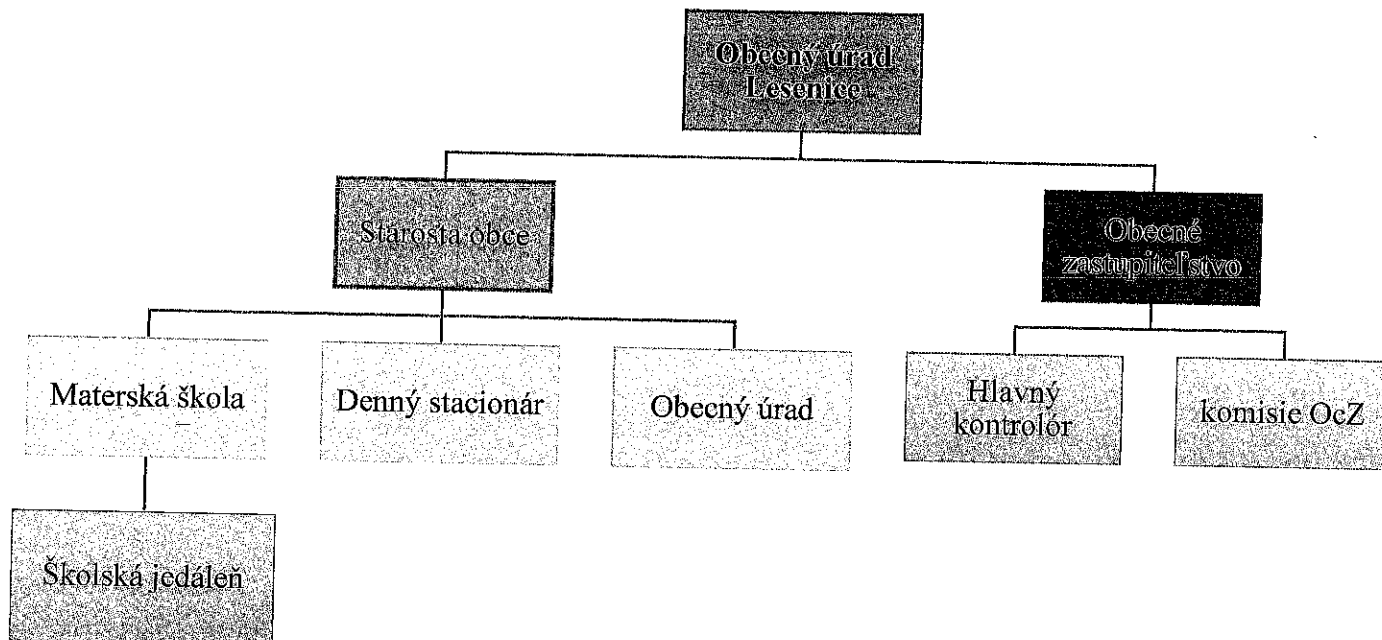 Obecný úrad
Lesenice
Starosta obce
Obecné
zastupiteľstvo
Materská škola
Denný stacionár
Obecný úrad
Hlavný
kontrolór
komisie OcZ
Školská jedáleň